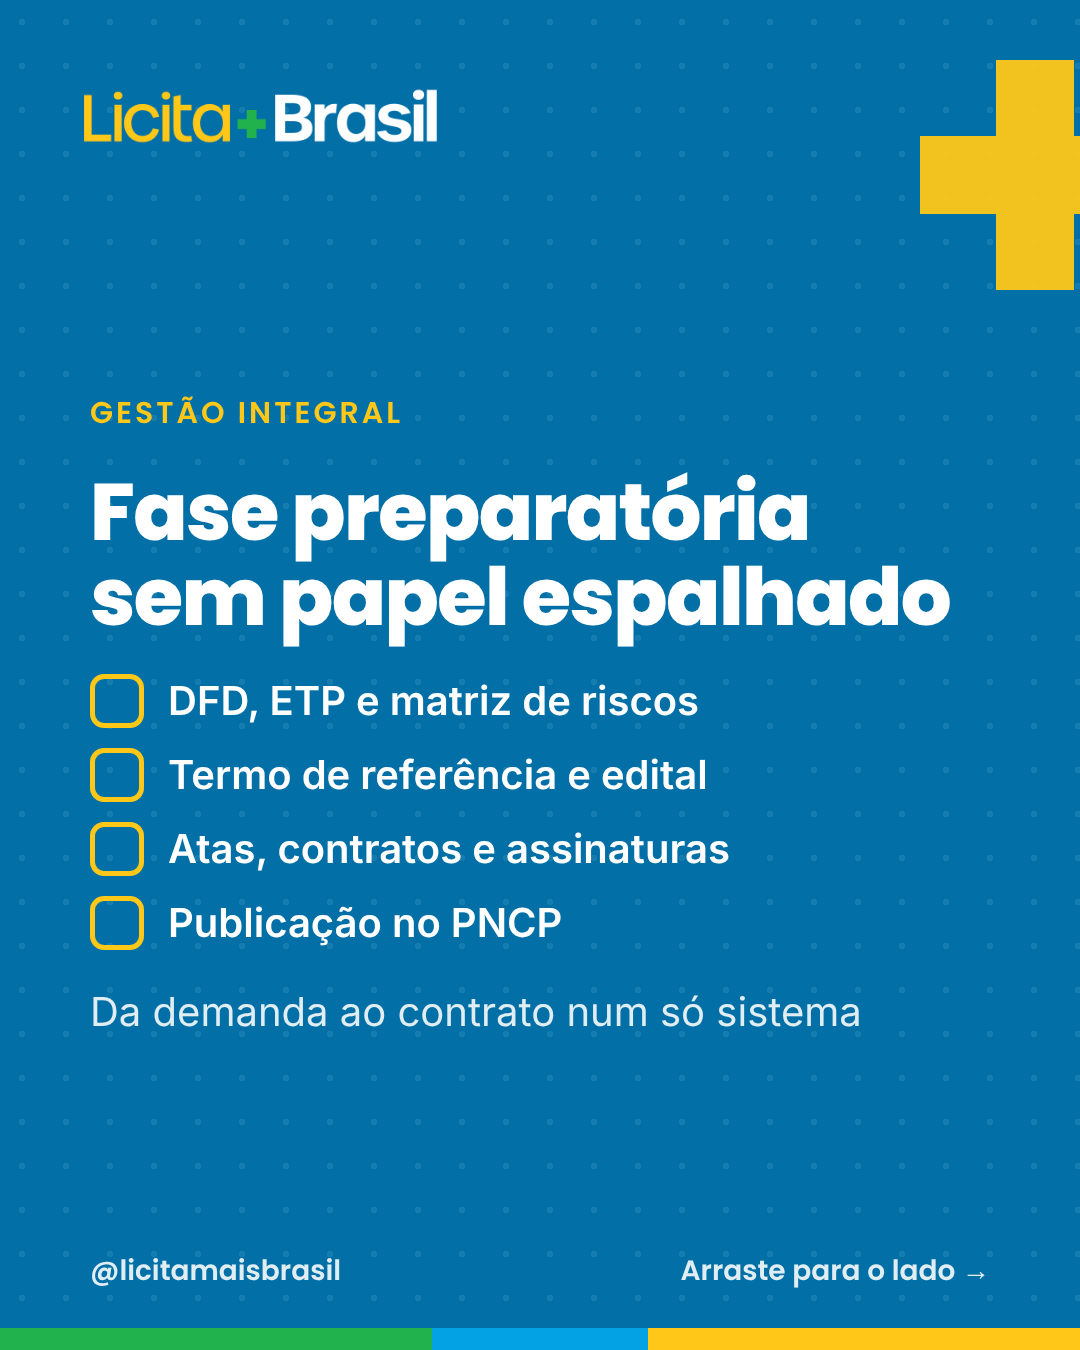 Licita+Brasil
GESTÃO INTEGRAL
Fase preparatória
sem papel espalhado
DFD, ETP e matriz de riscos
Termo de referência e edital
Atas, contratos e assinaturas
Publicação no PNCP
Da demanda ao contrato num só sistema
@licitamaisbrasil
Arraste para o lado →